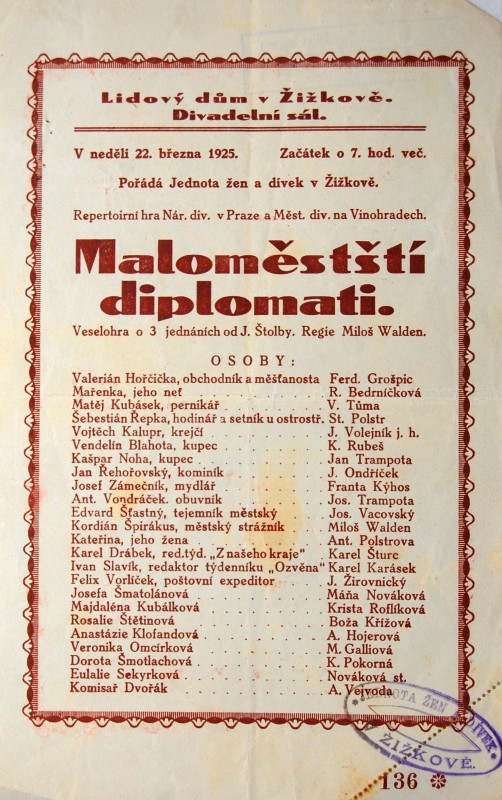 Lidový dům v Žižkově.
Divadelní sál.
V neděli 22. března 1925. Začátek o 7. hod. več.
Pořádá Jednota žen a dívek v Žižkově.
Repertoirní hra Nár. div. v Praze a Měst. div. na Vinohradech.
Maloměstští
diplomati.
Veselohra o 3 jednáních od J. Štolby. Regie Miloš Walden.
OSOBY:
Valerián Hořčička, obchodník a měšťanosta Ferd. Grošpic
Mařenka, jeho neť . . . . . . . R. Bedrníčková
Matěj Kubásek, pernikář . . . . . . V. Tůma
Šebestián Řepka, hodinář a setník u ostrostř. St. Polstr
Vojtěch Kalupr, krejčí . . . . . . J. Volejník j. h.
Vendelín Blahota, kupec . . . . . . K. Rubeš
Kašpar Noha, kupec . . . . . . . Jan Trampota
Jan Řehořovský, kominík . . . . . . J. Ondříček
Josef Zámečník, mydlář . . . . . . Franta Kýhos
Ant. Vondráček. obuvník . . . . . . Jos. Trampota
Edvard Šťastný, tejemník městský . . . . Jos. Vacovský
Kordián Špirákus, městský strážník . . . . Miloš Walden
Kateřina, jeho žena . . . . . . . Ant. Polstrova
Karel Drábek, red.týd. „Z našeho kraje" . . Karel Šturc
Ivan Slavík, redaktor týdenníku „Ozvěna" Karel Karásek
Felix Vorlíček, poštovní expeditor . . . . J. Žirovnický
Josefa Šmatolánová . . . . . . . Máňa Nováková
Majdaléna Kubálková . . . . . . . Krista Roflíková
Rosalie Štětinová . . . . . . . . Boža Křížová
Anastázie Klofandová . . . . . . . A. Hojerová
Veronika Omcírková . . . . . . . M. Galliová
Dorota Šmotlachová . . . . . . . K. Pokorná
Eulalie Sekyrková . . . . . . . . Nováková st.
Komisař Dvořák . . . . . . . . A. Vejvoda
JEDNOTA ŽEN A DÍVEK
V ŽIŽKOVĚ.
136